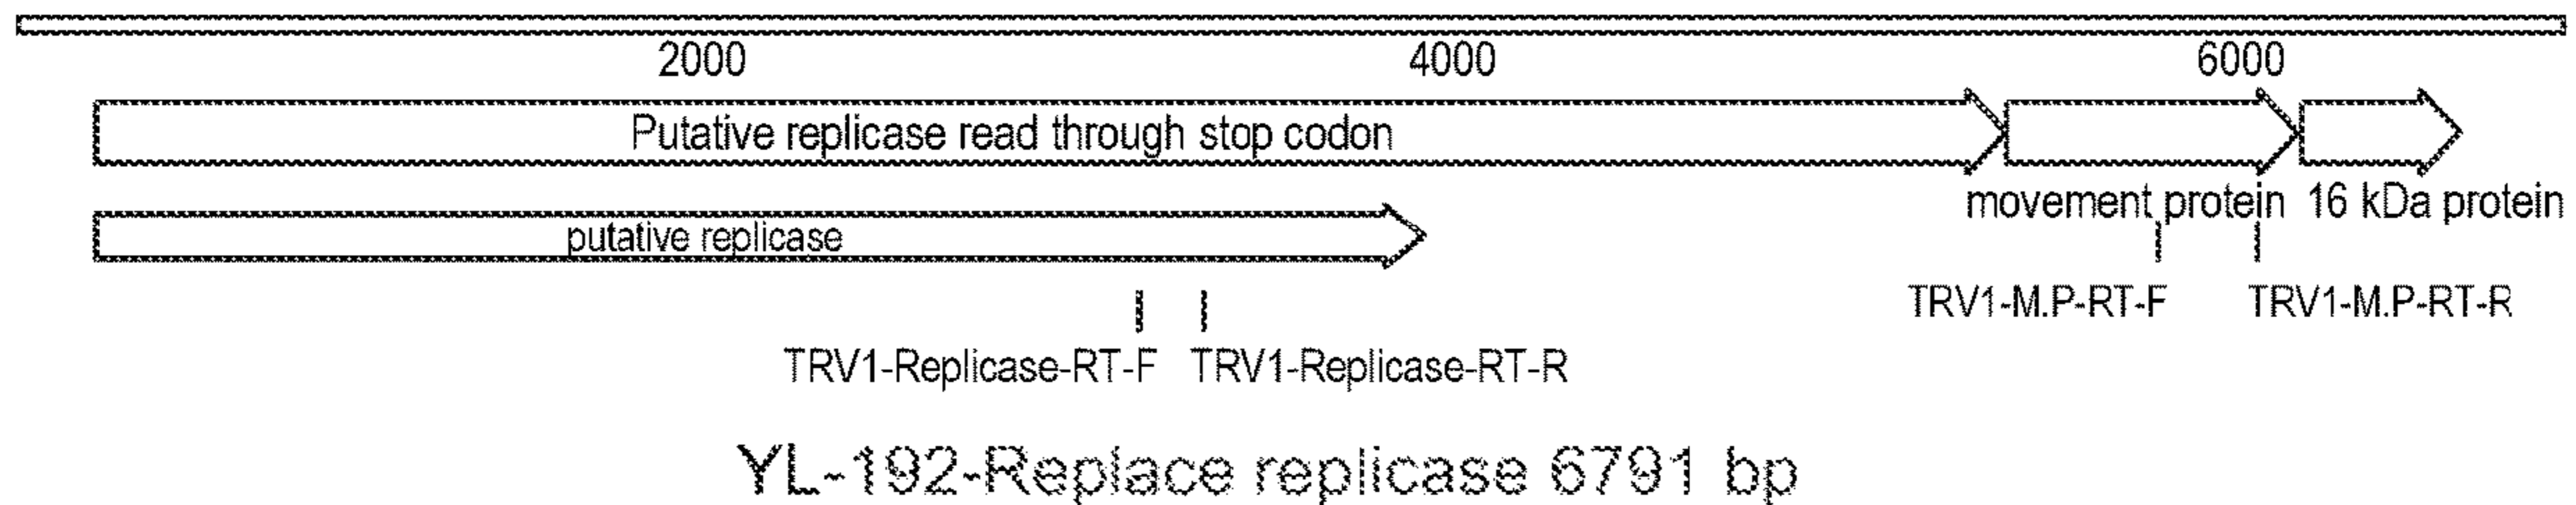 2000 4000 6000
Putative replicase read through stop codon
movement protein 16 kDa protein
putative replicase
TRV1-M.P-RT-F TRV1-M.P-RT-R
TRV1-Replicase-RT-F TRV1-Replicase-RT-R
YL-192-Replace replicase 6791 bp